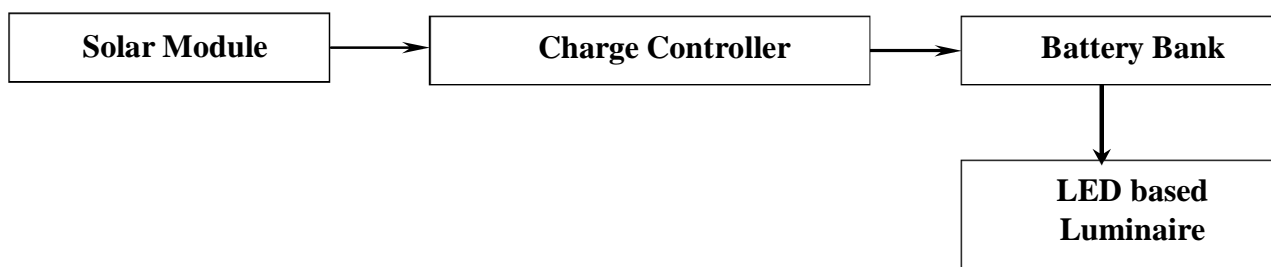 Solar Module
Charge Controller
Battery Bank
LED based
Luminaire